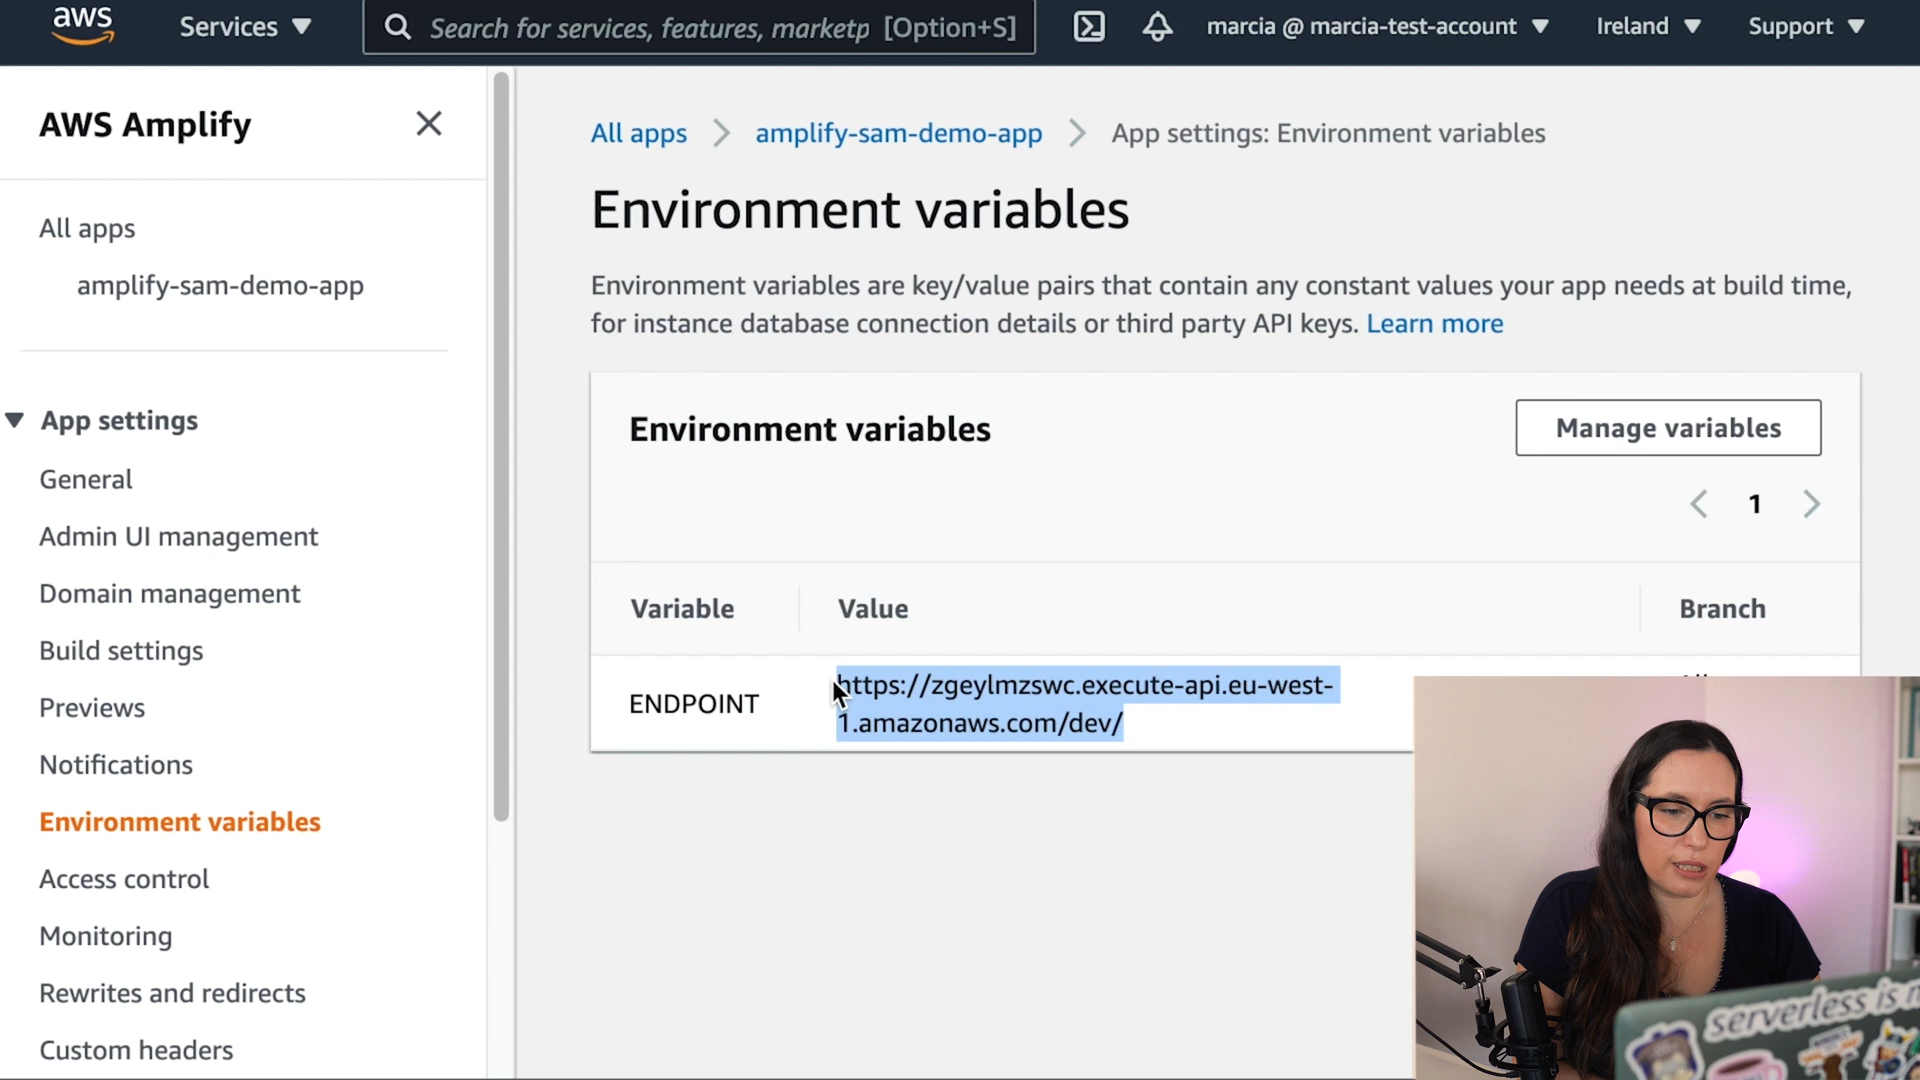 aws
Services
Search for services, features, marketp [Option+S]
marcia @ marcia-test-account
Ireland
Support
AWS Amplify
All apps
amplify-sam-demo-app
App settings
General
Admin UI management
Domain management
Build settings
Previews
Notifications
Environment variables
Access control
Monitoring
Rewrites and redirects
Custom headers
All apps
amplify-sam-demo-app
App settings: Environment variables
Environment variables
Environment variables are key/value pairs that contain any constant values your app needs at build time,
for instance database connection details or third party API keys. Learn more
Environment variables
Manage variables
1
Variable
Value
Branch
ENDPOINT
https://zgeylmzswc.execute-api.eu-west-
1.amazonaws.com/dev/
serverless is